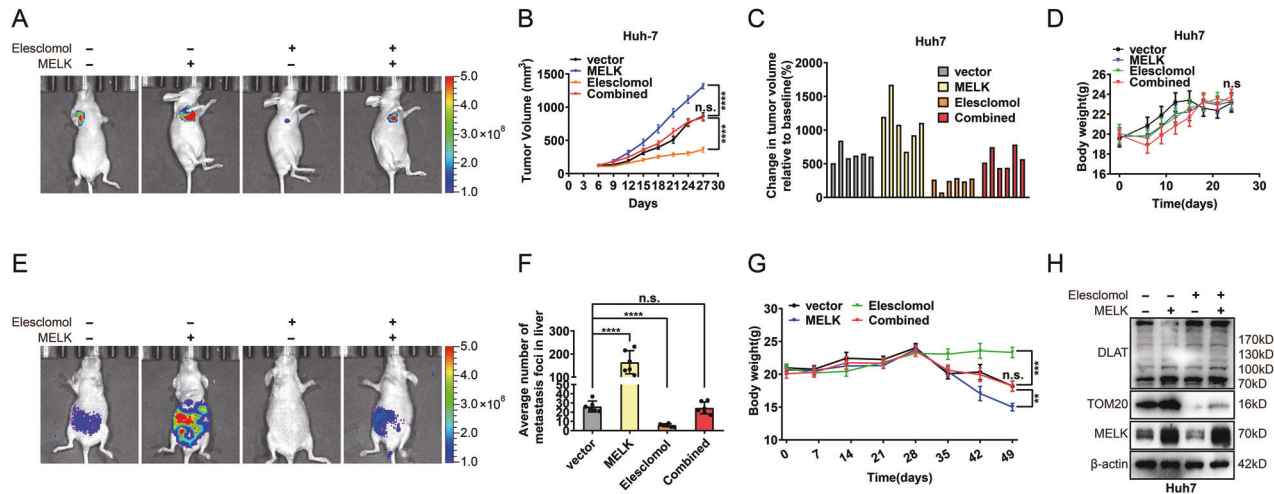 A
Elesclomol – – + +
MELK – + – +
5.0
4.0
3.0 × 10⁸
2.0
1.0
B
Huh-7
vector
MELK
Elesclomol
Combined
Tumor Volume (mm³)
1500
1000
500
0
n.s.
****
****
0 3 6 9 12 15 18 21 24 27 30
Days
C
Huh7
vector
MELK
Elesclomol
Combined
Change in tumor volume
relative to baseline(%)
2000
1500
1000
500
0
D
Huh7
vector
MELK
Elesclomol
Combined
n.s
Body weight(g)
26
24
22
20
18
16
0 10 20 30
Time(days)
E
Elesclomol – – + +
MELK – + – +
5.0
4.0
3.0 × 10⁸
2.0
1.0
F
n.s.
****
****
Average number of
metastasis foci in liver
300
200
100
50
40
30
20
10
0
vector
MELK
Elesclomol
Combined
G
vector
MELK
Elesclomol
Combined
Body weight(g)
30
25
20
15
10
***
n.s.
**
0 7 14 21 28 35 42 49
Time(days)
H
Elesclomol – – + +
MELK – + – +
DLAT
170kD
130kD
100kD
70kD
TOM20 16kD
MELK 70kD
β-actin 42kD
Huh7